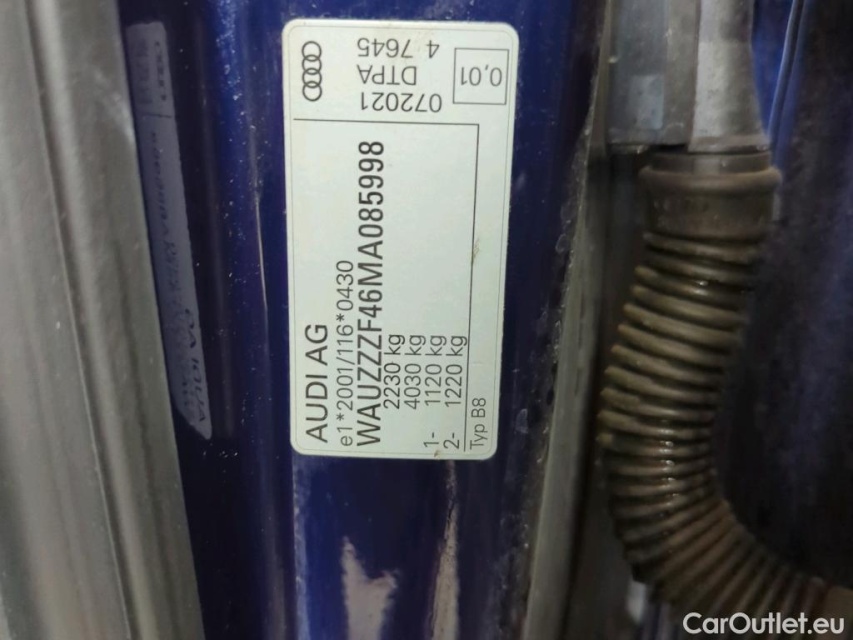 AUDI AG
e1*2001/116*0430
WAUZZZF46MA085998
2230 kg
4030 kg
1- 1120 kg
2- 1220 kg
Typ B8
072021
DTPA
4 7645
0,01
CarOutlet.eu